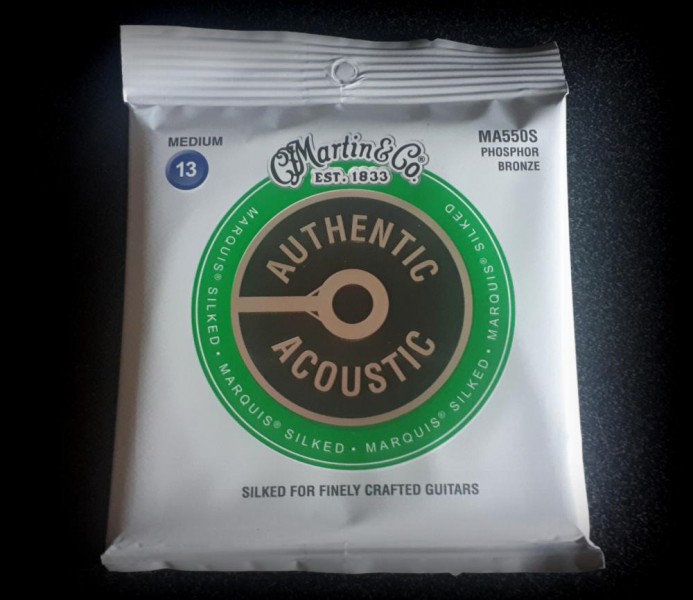 MEDIUM
13
C.F. Martin & Co.®
EST. 1833
MA550S
PHOSPHOR
BRONZE
MARQUIS® SILKED • MARQUIS® SILKED • MARQUIS® SILKED • MARQUIS® SILKED
AUTHENTIC
ACOUSTIC
SILKED FOR FINELY CRAFTED GUITARS